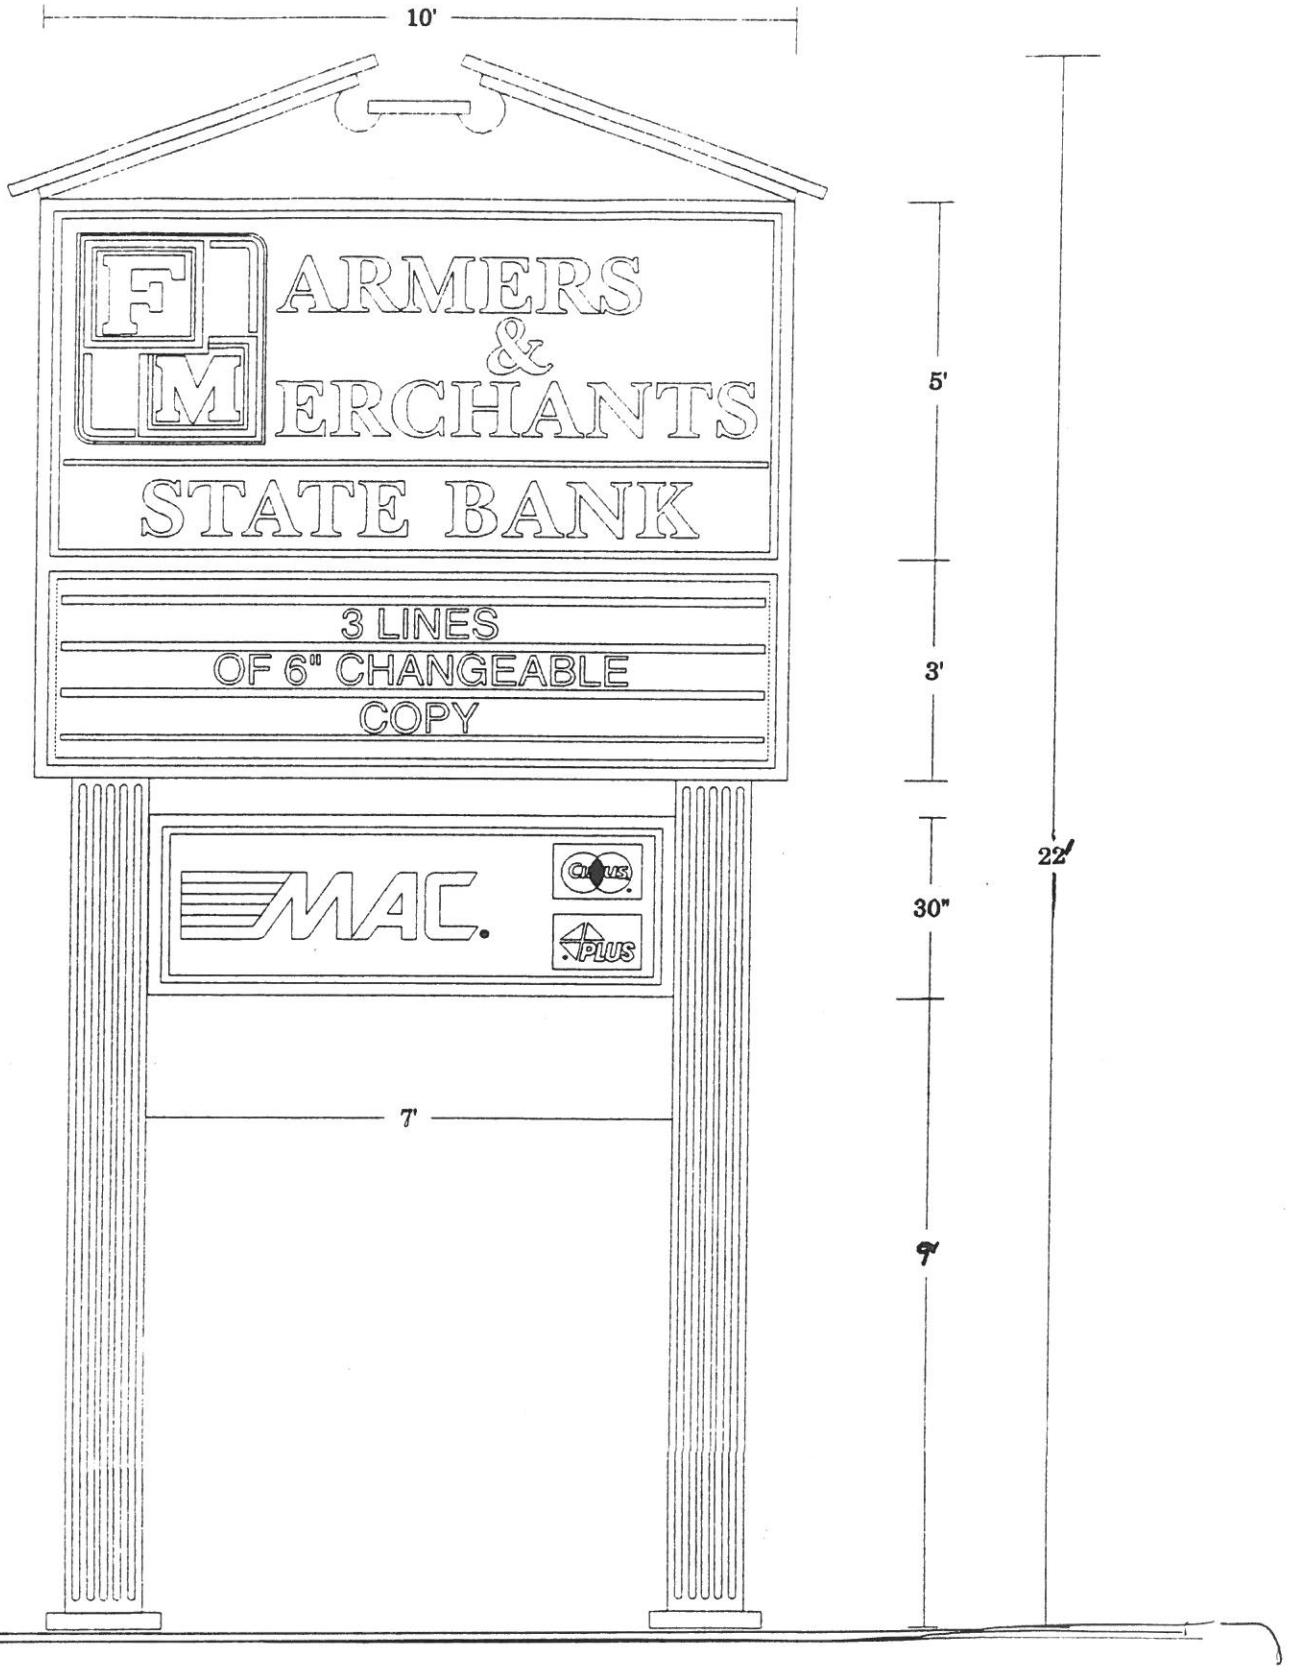 10'
F ARMERS
&
M ERCHANTS
STATE BANK
5'
3 LINES
OF 6" CHANGEABLE
COPY
3'
MAC.
CIRRUS
PLUS
30"
22'
7'
9'